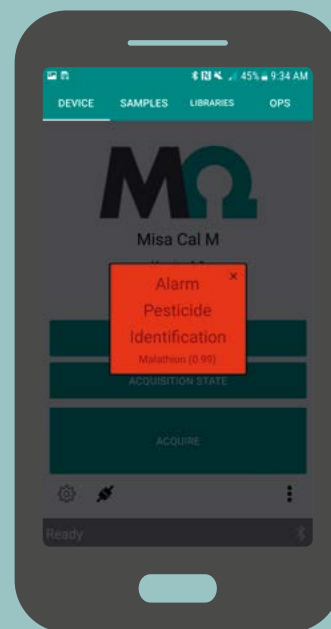 45% 9:34 AM
DEVICE SAMPLES LIBRARIES OPS
MΩ
Misa Cal M
Alarm ×
Pesticide
Identification
Malathion (0.99)
ACQUISITION STATE
ACQUIRE
Ready